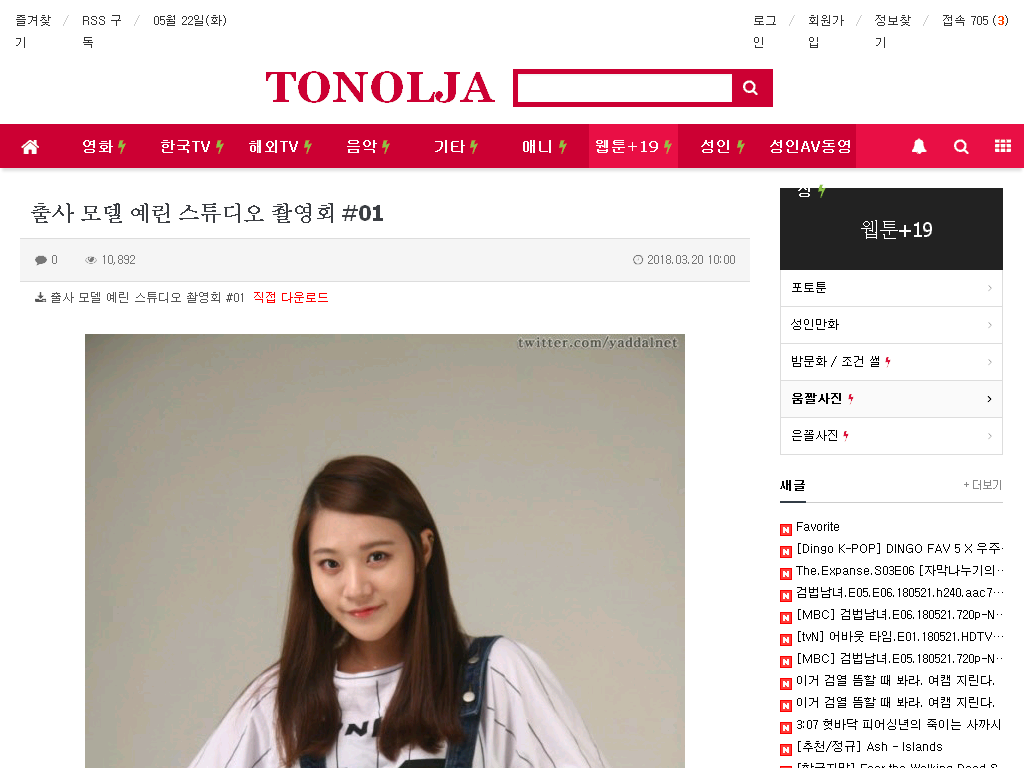 즐겨찾기
RSS 구독
05월 22일(화)
로그인
회원가입
정보찾기
접속 705 (3)
TONOLJA
영화
한국TV
해외TV
음악
기타
애니
웹툰+19
성인
성인AV동영
출사 모델 예린 스튜디오 촬영회 #01
0
10,892
2018.03.20 10:00
출사 모델 예린 스튜디오 촬영회 #01 직접 다운로드
twitter.com/yaddalnet
상
웹툰+19
포토툰
성인만화
밤문화 / 조건 썰
움짤사진
은꼴사진
새글
+ 더보기
Favorite
[Dingo K-POP] DINGO FAV 5 X 우주…
The.Expanse.S03E06 [자막나누기의…
검법남녀.E05.E06.180521.h240.aac7…
[MBC] 검법남녀.E06.180521.720p-N…
[tvN] 어바웃 타임.E01.180521.HDTV…
[MBC] 검법남녀.E05.180521.720p-N…
이거 검열 뜸할 때 봐라. 여캠 지린다.
이거 검열 뜸할 때 봐라. 여캠 지린다.
3:07 혓바닥 피어싱년의 죽이는 사까시
[추천/정규] Ash - Islands